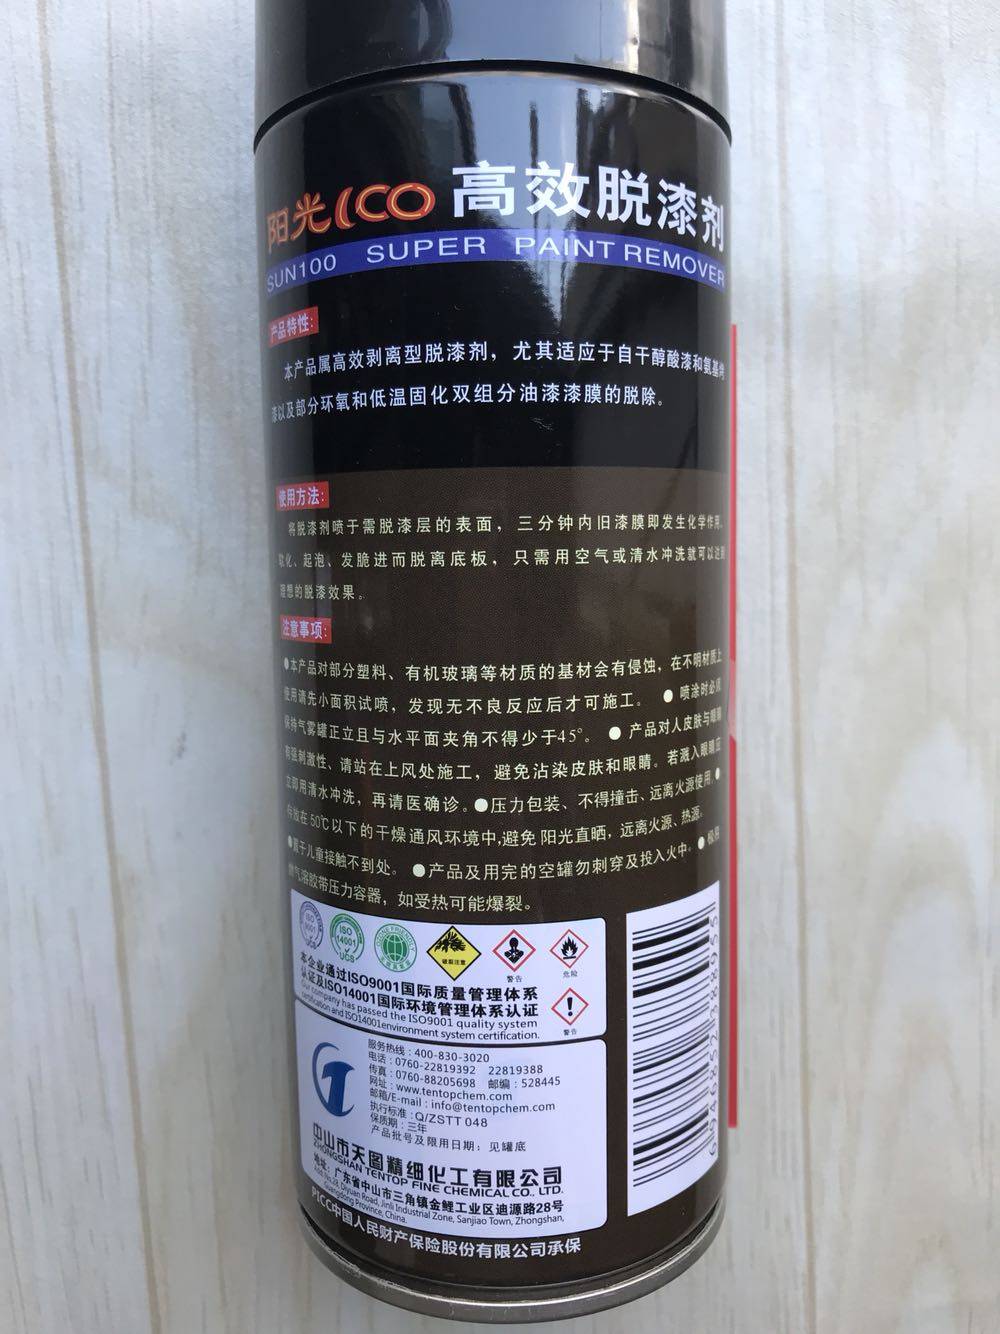 阳光 ICO 高效脱漆剂
SUN100 SUPER PAINT REMOVER
产品特性:
本产品属高效剥离型脱漆剂，尤其适应于自干醇酸漆和氨基烤
漆以及部分环氧和低温固化双组分油漆漆膜的脱除。
使用方法:
将脱漆剂喷于需脱漆层的表面，三分钟内旧漆膜即发生化学作用、
软化、起泡、发脆进而脱离底板，只需用空气或清水冲洗就可以达到
理想的脱漆效果。
注意事项:
●本产品对部分塑料、有机玻璃等材质的基材会有侵蚀，在不明材质上
使用请先小面积试喷，发现无不良反应后才可施工。 ● 喷涂时必须
保持气雾罐正立且与水平面夹角不得少于45°。 ● 产品对人皮肤与眼睛
有强刺激性、请站在上风处施工，避免沾染皮肤和眼睛。若溅入眼睛应
立即用清水冲洗，再请医确诊。●压力包装、不得撞击、远离火源使用。●
存放在50℃以下的干燥通风环境中,避免 阳光直晒，远离火源、热源。
●置于儿童接触不到处。 ●产品及用完的空罐勿刺穿及投入火中。● 极易
燃气溶胶带压力容器，如受热可能爆裂。
ISO 9001 UCS
ISO 14001 UCS
OZONE FRIENDLY
破裂注意
警告
危险
警告
本企业通过ISO9001国际质量管理体系
认证及ISO14001国际环境管理体系认证
Our company has passed the ISO9001 quality system
certification and ISO14001environment system certification.
服务热线: 400-830-3020
电话: 0760-22819392 22819388
传真: 0760-88205698 邮编: 528445
网址: www.tentopchem.com
邮箱/E-mail: info@tentopchem.com
执行标准: Q/ZSTT 048
保质期: 三年
产品批号及限用日期: 见罐底
中山市天图精细化工有限公司
ZHONGSHAN TENTOP FINE CHEMICAL CO., LTD.
地址: 广东省中山市三角镇金鲤工业区迪源路28号
Add: No.28, Diyuan Road, Jinli Industrial Zone, Sanjiao Town, Zhongshan,
Guangdong Province, China.
PICC中国人民财产保险股份有限公司承保